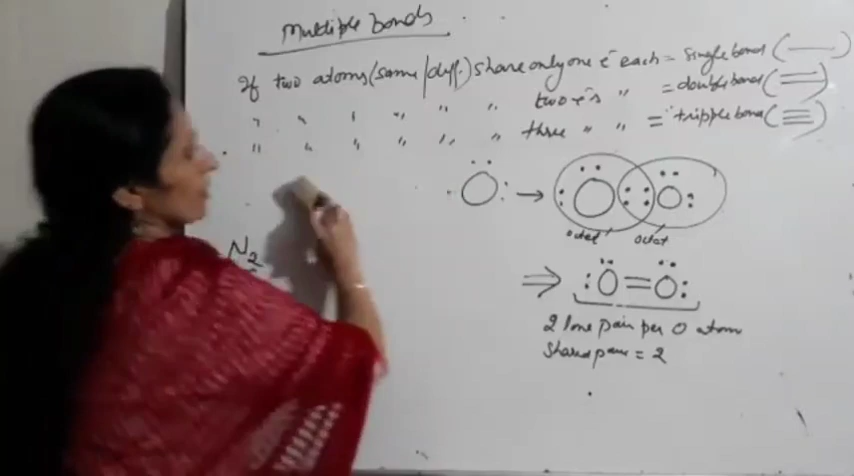 Multiple bonds
If two atoms (same/diff.) share only one e⁻ each = single bond (—)
" " " " " " two e⁻s " = double bond (=)
" " " " " " three " " = tripple bond (≡)
O → O O
octet octet
N₂
⇒ :O=O:
2 lone pair per O atom
Shared pair = 2